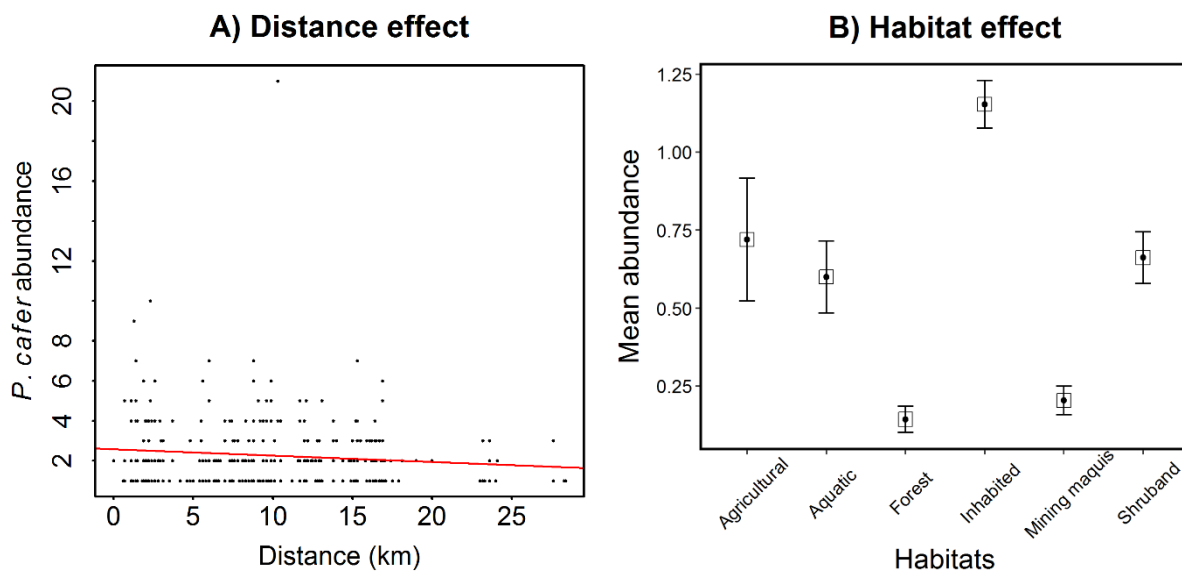 A) Distance effect
P. cafer abundance
20
16
12
8
6
4
2
0 5 10 15 20 25
Distance (km)
B) Habitat effect
Mean abundance
1.25
1.00
0.75
0.50
0.25
Agricultural
Aquatic
Forest
Inhabited
Mining maquis
Shruband
Habitats